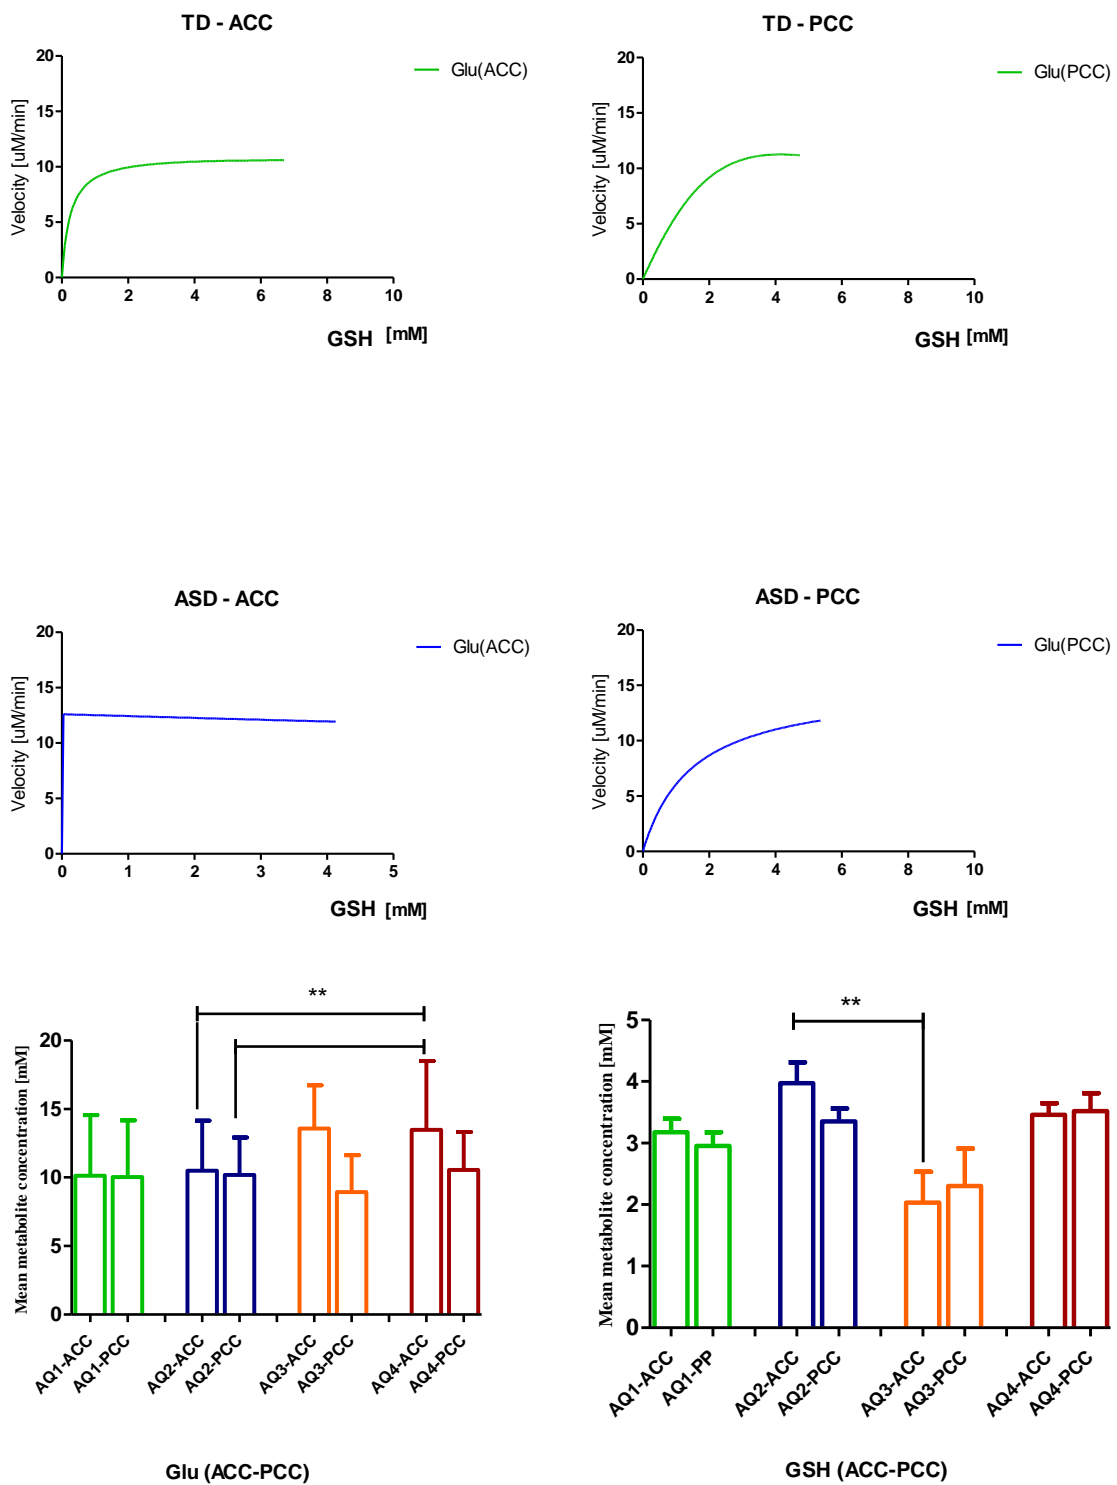 TD - ACC
20
15
10
5
0
Velocity [uM/min]
Glu(ACC)
0 2 4 6 8 10
GSH [mM]
TD - PCC
20
15
10
5
0
Velocity [uM/min]
Glu(PCC)
0 2 4 6 8 10
GSH [mM]
ASD - ACC
20
15
10
5
0
Velocity [uM/min]
Glu(ACC)
0 1 2 3 4 5
GSH [mM]
ASD - PCC
20
15
10
5
0
Velocity [uM/min]
Glu(PCC)
0 2 4 6 8 10
GSH [mM]
**
20
15
10
5
0
Mean metabolite concentration [mM]
AQ1-ACC
AQ1-PCC
AQ2-ACC
AQ2-PCC
AQ3-ACC
AQ3-PCC
AQ4-ACC
AQ4-PCC
Glu (ACC-PCC)
**
5
4
3
2
1
0
Mean metabolite concentration [mM]
AQ1-ACC
AQ1-PP
AQ2-ACC
AQ2-PCC
AQ3-ACC
AQ3-PCC
AQ4-ACC
AQ4-PCC
GSH (ACC-PCC)